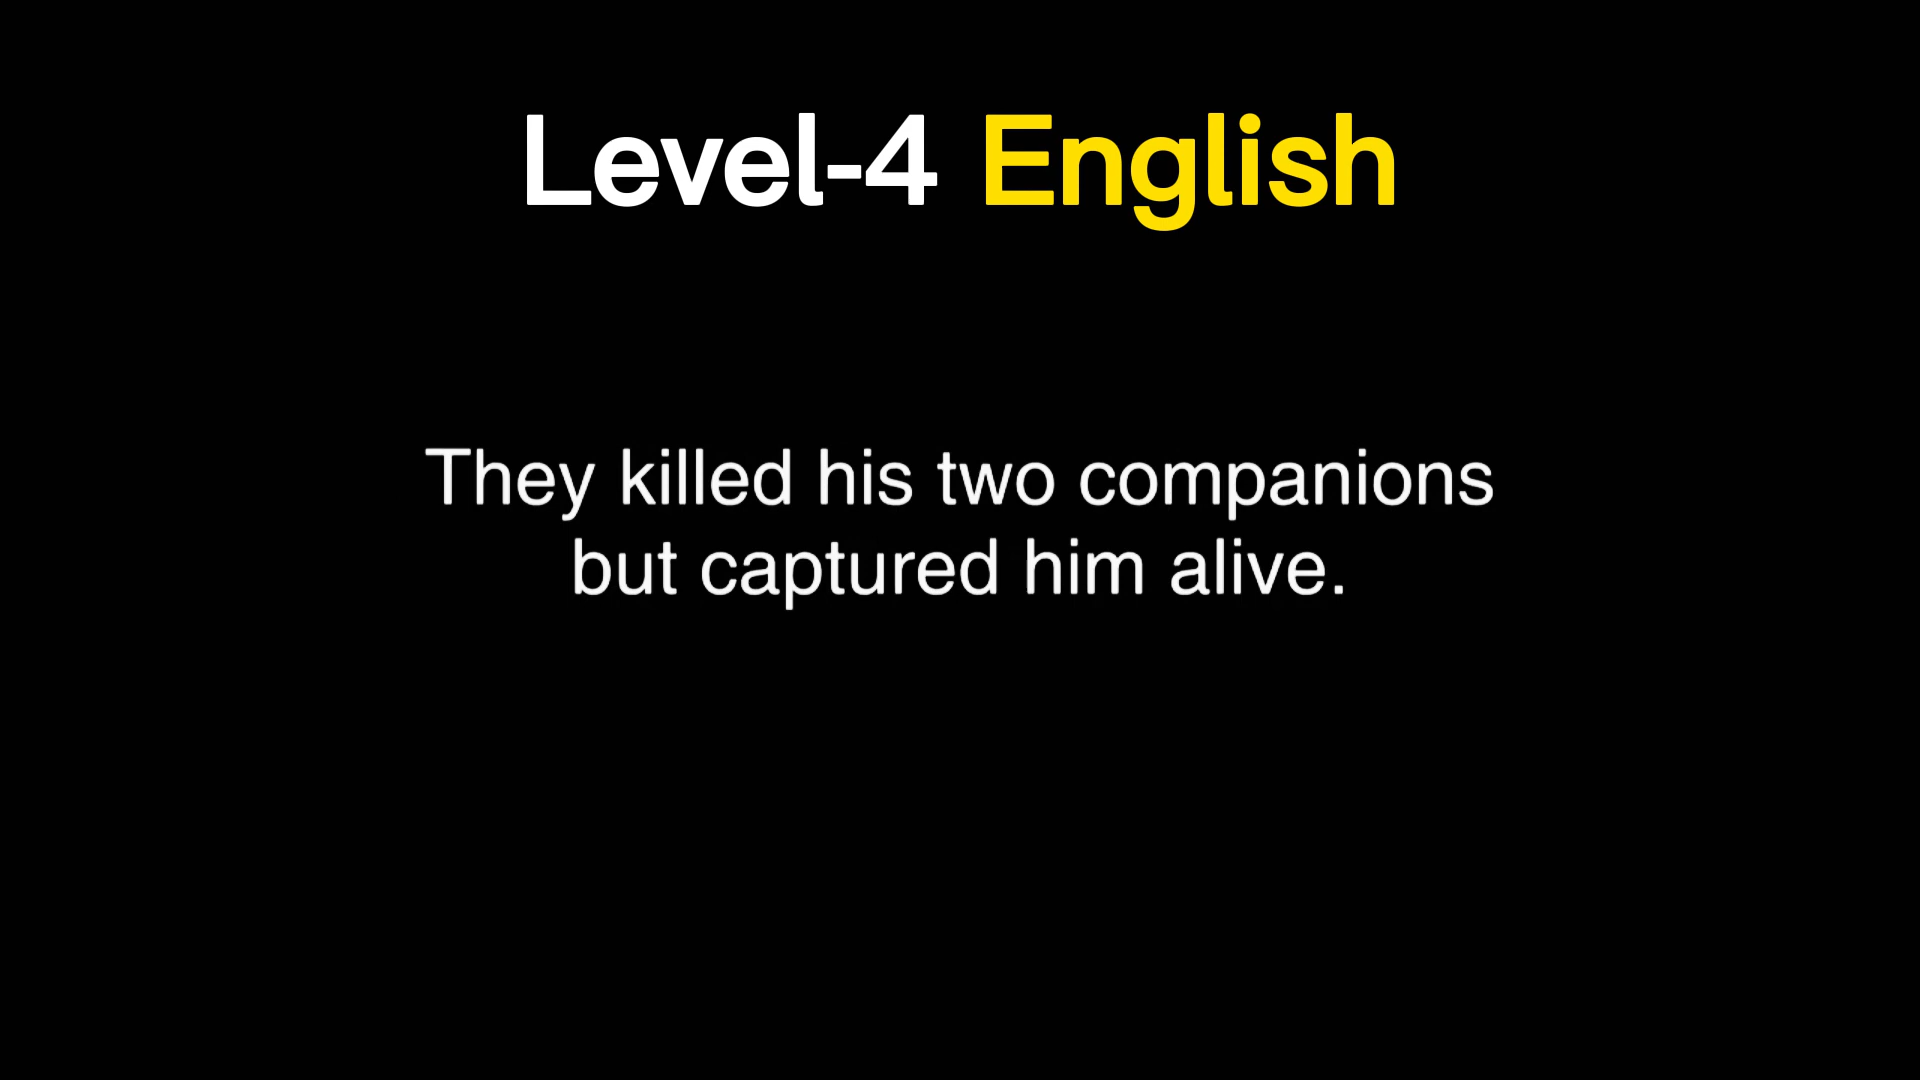 Level-4 English
They killed his two companions
but captured him alive.